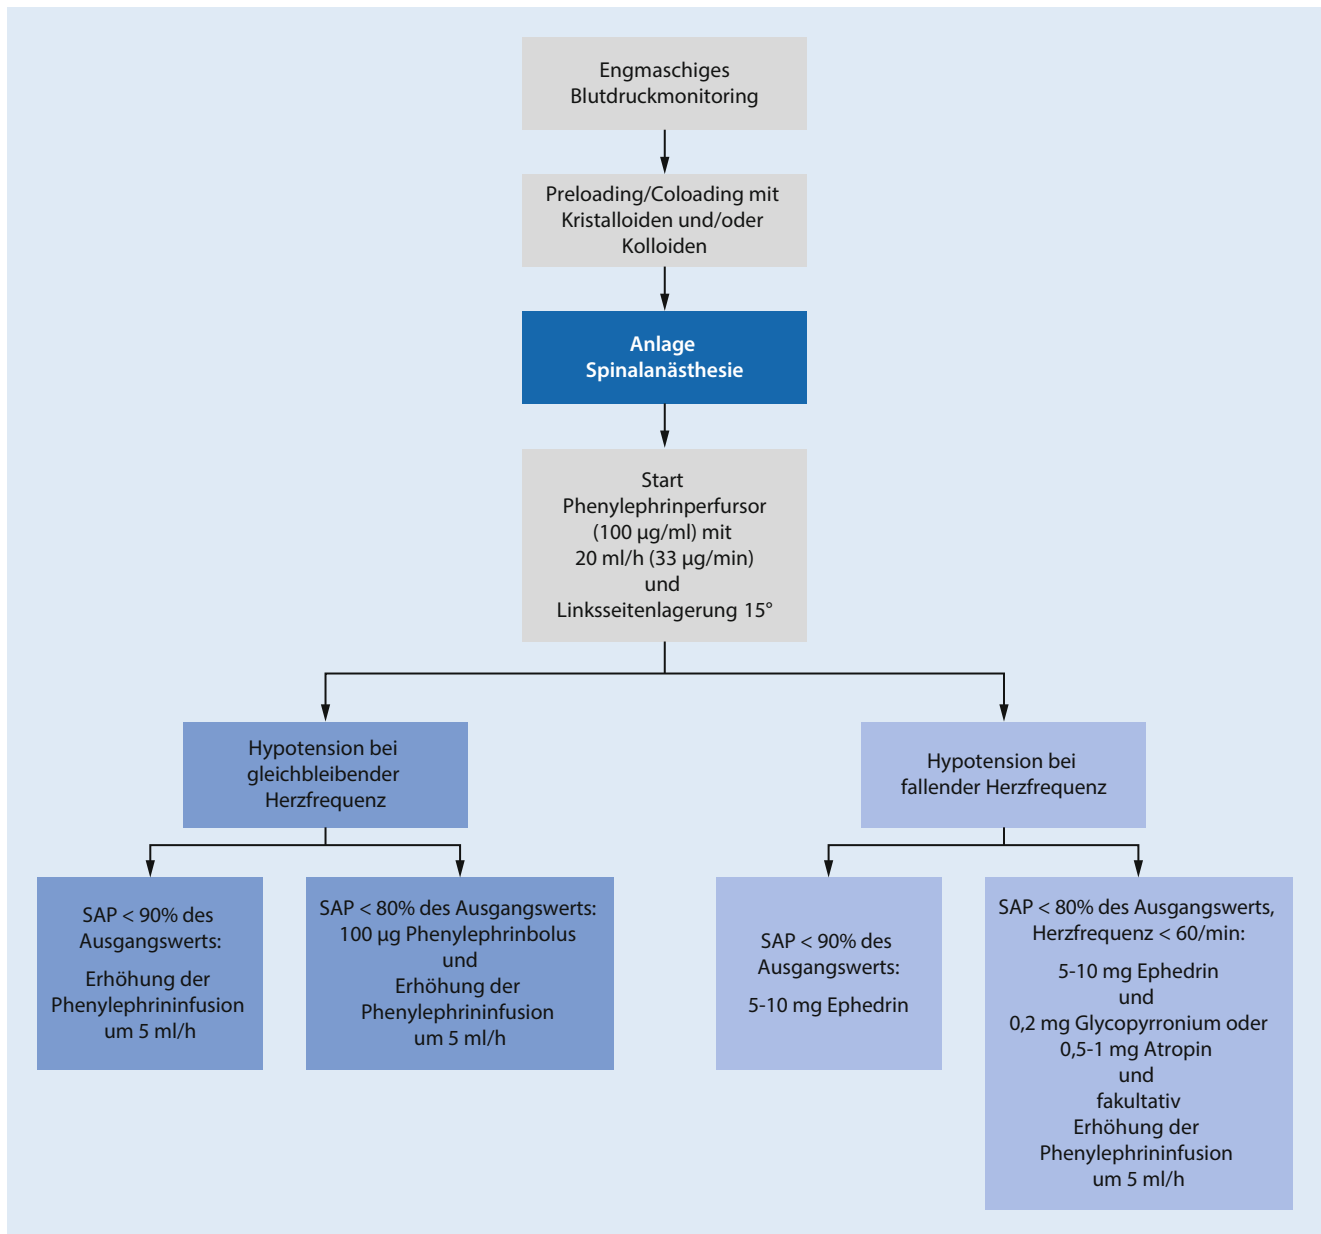 Engmaschiges
Blutdruckmonitoring
Preloading/Coloading mit
Kristalloiden und/oder
Kolloiden
Anlage
Spinalanästhesie
Start
Phenylephrinperfursor
(100 µg/ml) mit
20 ml/h (33 µg/min)
und
Linksseitenlagerung 15°
Hypotension bei
gleichbleibender
Herzfrequenz
Hypotension bei
fallender Herzfrequenz
SAP < 90% des
Ausgangswerts:
Erhöhung der
Phenylephrininfusion
um 5 ml/h
SAP < 80% des Ausgangswerts:
100 µg Phenylephrinbolus
und
Erhöhung der
Phenylephrininfusion
um 5 ml/h
SAP < 90% des
Ausgangswerts:
5-10 mg Ephedrin
SAP < 80% des Ausgangswerts,
Herzfrequenz < 60/min:
5-10 mg Ephedrin
und
0,2 mg Glycopyrronium oder
0,5-1 mg Atropin
und
fakultativ
Erhöhung der
Phenylephrininfusion
um 5 ml/h